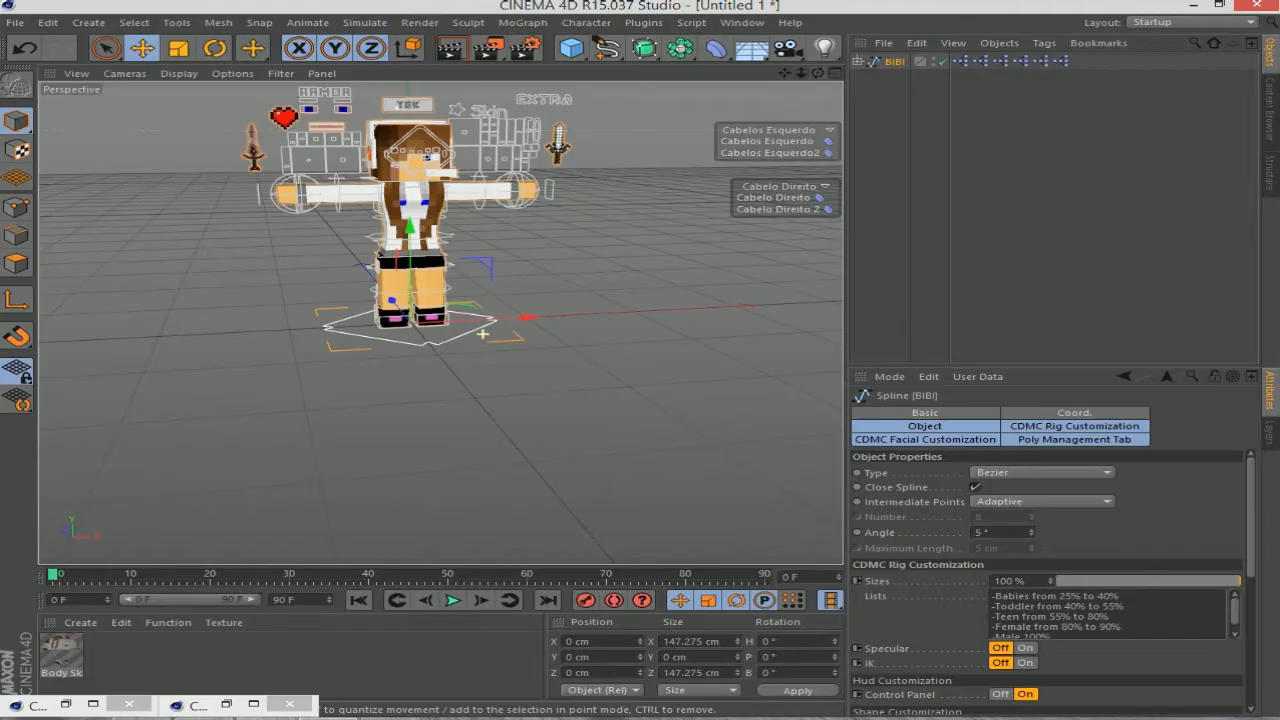 CINEMA 4D R15.037 Studio - [Untitled 1 *]
File Edit Create Select Tools Mesh Snap Animate Simulate Render Sculpt MoGraph Character Plugins Script Window Help
Layout: Startup
X Y Z
File Edit View Objects Tags Bookmarks
View Cameras Display Options Filter Panel
BIBI
Perspective
ARMOR
EXTRA
Skin
Cabelos Esquerdo
Cabelos Esquerdo
Cabelos Esquerdo2
Cabelo Direito
Cabelo Direito
Cabelo Direito 2
Objects
Content Browser
Structure
Mode Edit User Data
Spline [BIBI]
Basic Coord.
Object CDMC Rig Customization
CDMC Facial Customization Poly Management Tab
Object Properties
Type Bezier
Close Spline
Intermediate Points Adaptive
Number 8
Angle 5 °
Maximum Length 5 cm
CDMC Rig Customization
Sizes 100 %
Lists
-Babies from 25% to 40%
-Toddler from 40% to 55%
-Teen from 55% to 80%
-Female from 80% to 90%
-Male 100%
Specular Off On
IK Off On
Hud Customization
Control Panel Off On
Shape Customization
Attributes
Layers
0 10 20 30 40 50 60 70 80 90 0 F
0 F 0 F 90 F 90 F
P
Create Edit Function Texture
Body Sk
Position Size Rotation
X 0 cm X 147.275 cm H 0 °
Y 0 cm Y 0 cm P 0 °
Z 0 cm Z 147.275 cm B 0 °
Object (Rel) Size Apply
MAXON
CINEMA 4D
C...
C...
to quantize movement / add to the selection in point mode, CTRL to remove.